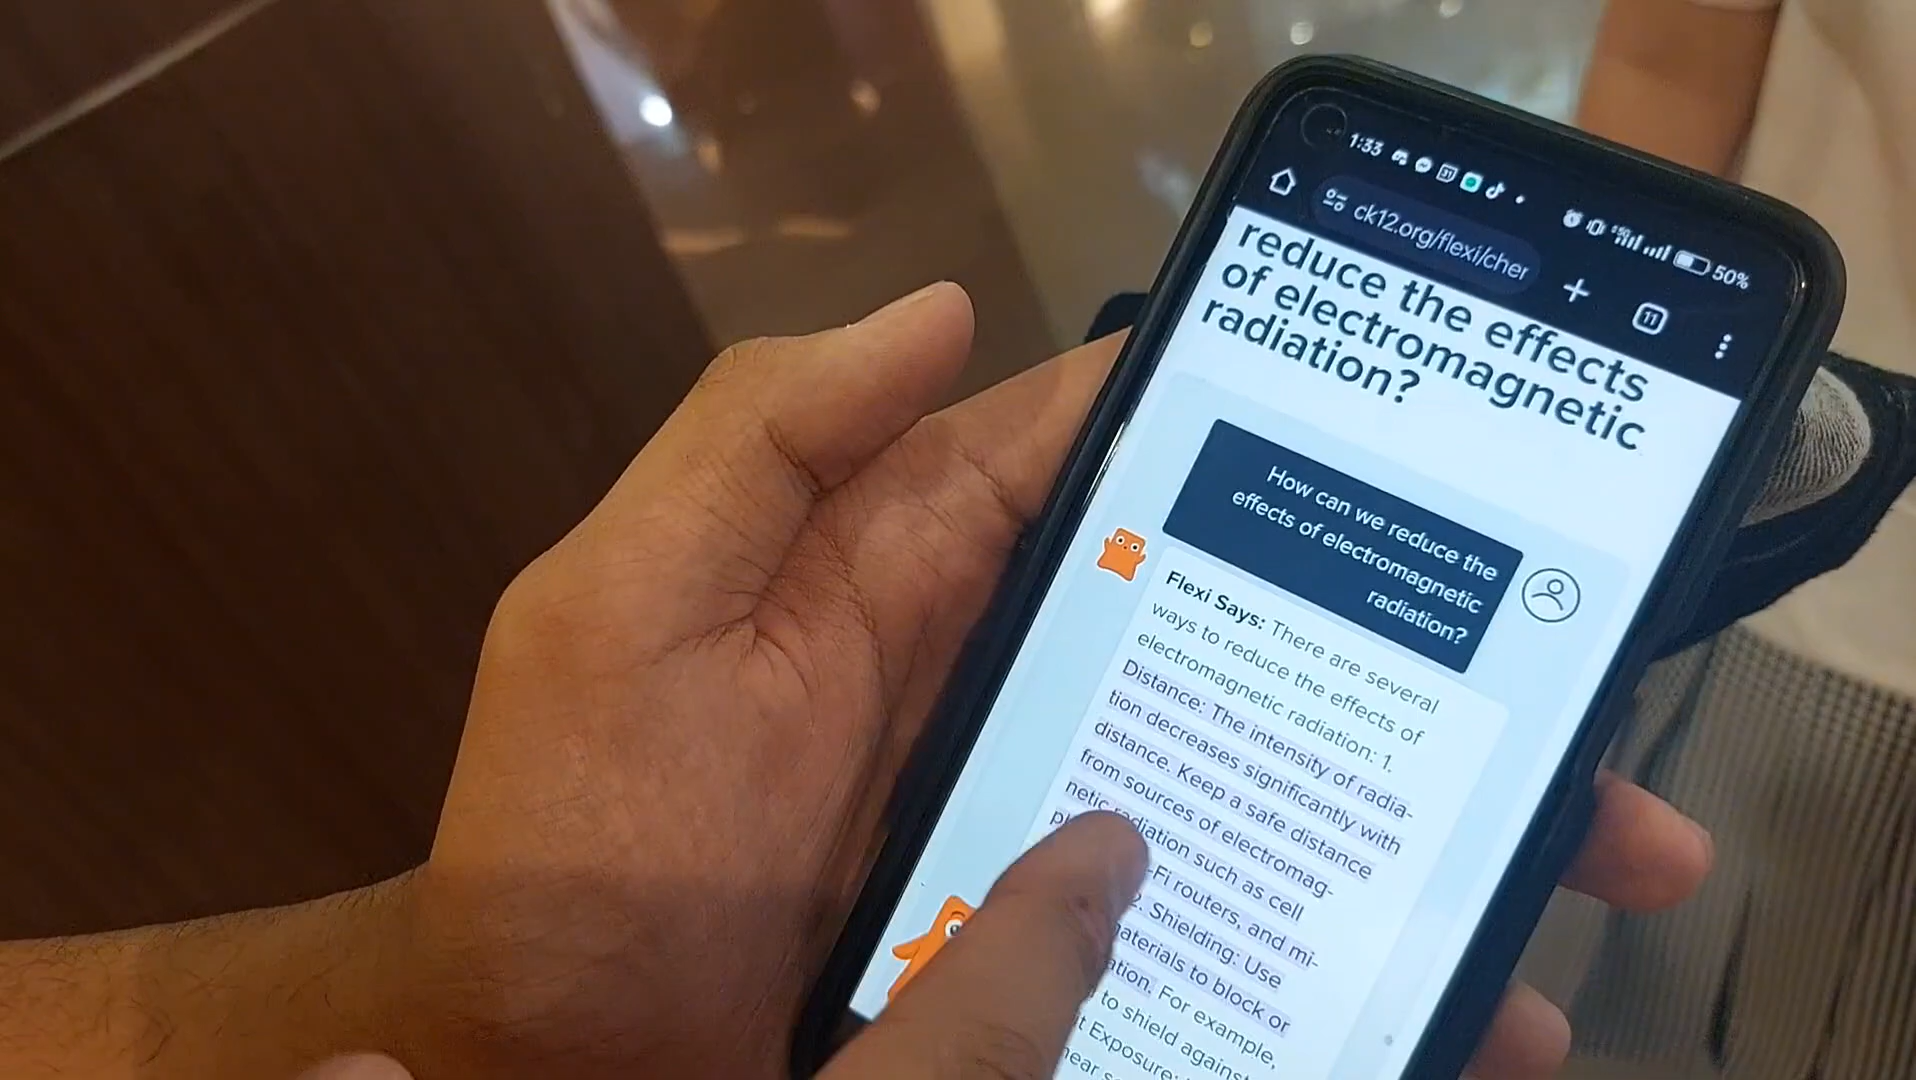 1:33
50%
ck12.org/flexi/cher
11
reduce the effects
of electromagnetic
radiation?
How can we reduce the
effects of electromagnetic
radiation?
Flexi Says: There are several
ways to reduce the effects of
electromagnetic radiation: 1.
Distance: The intensity of radia-
tion decreases significantly with
distance. Keep a safe distance
from sources of electromag-
netic radiation such as cell
-Fi routers, and mi-
2. Shielding: Use
materials to block or
For example,
to shield against
Exposure: